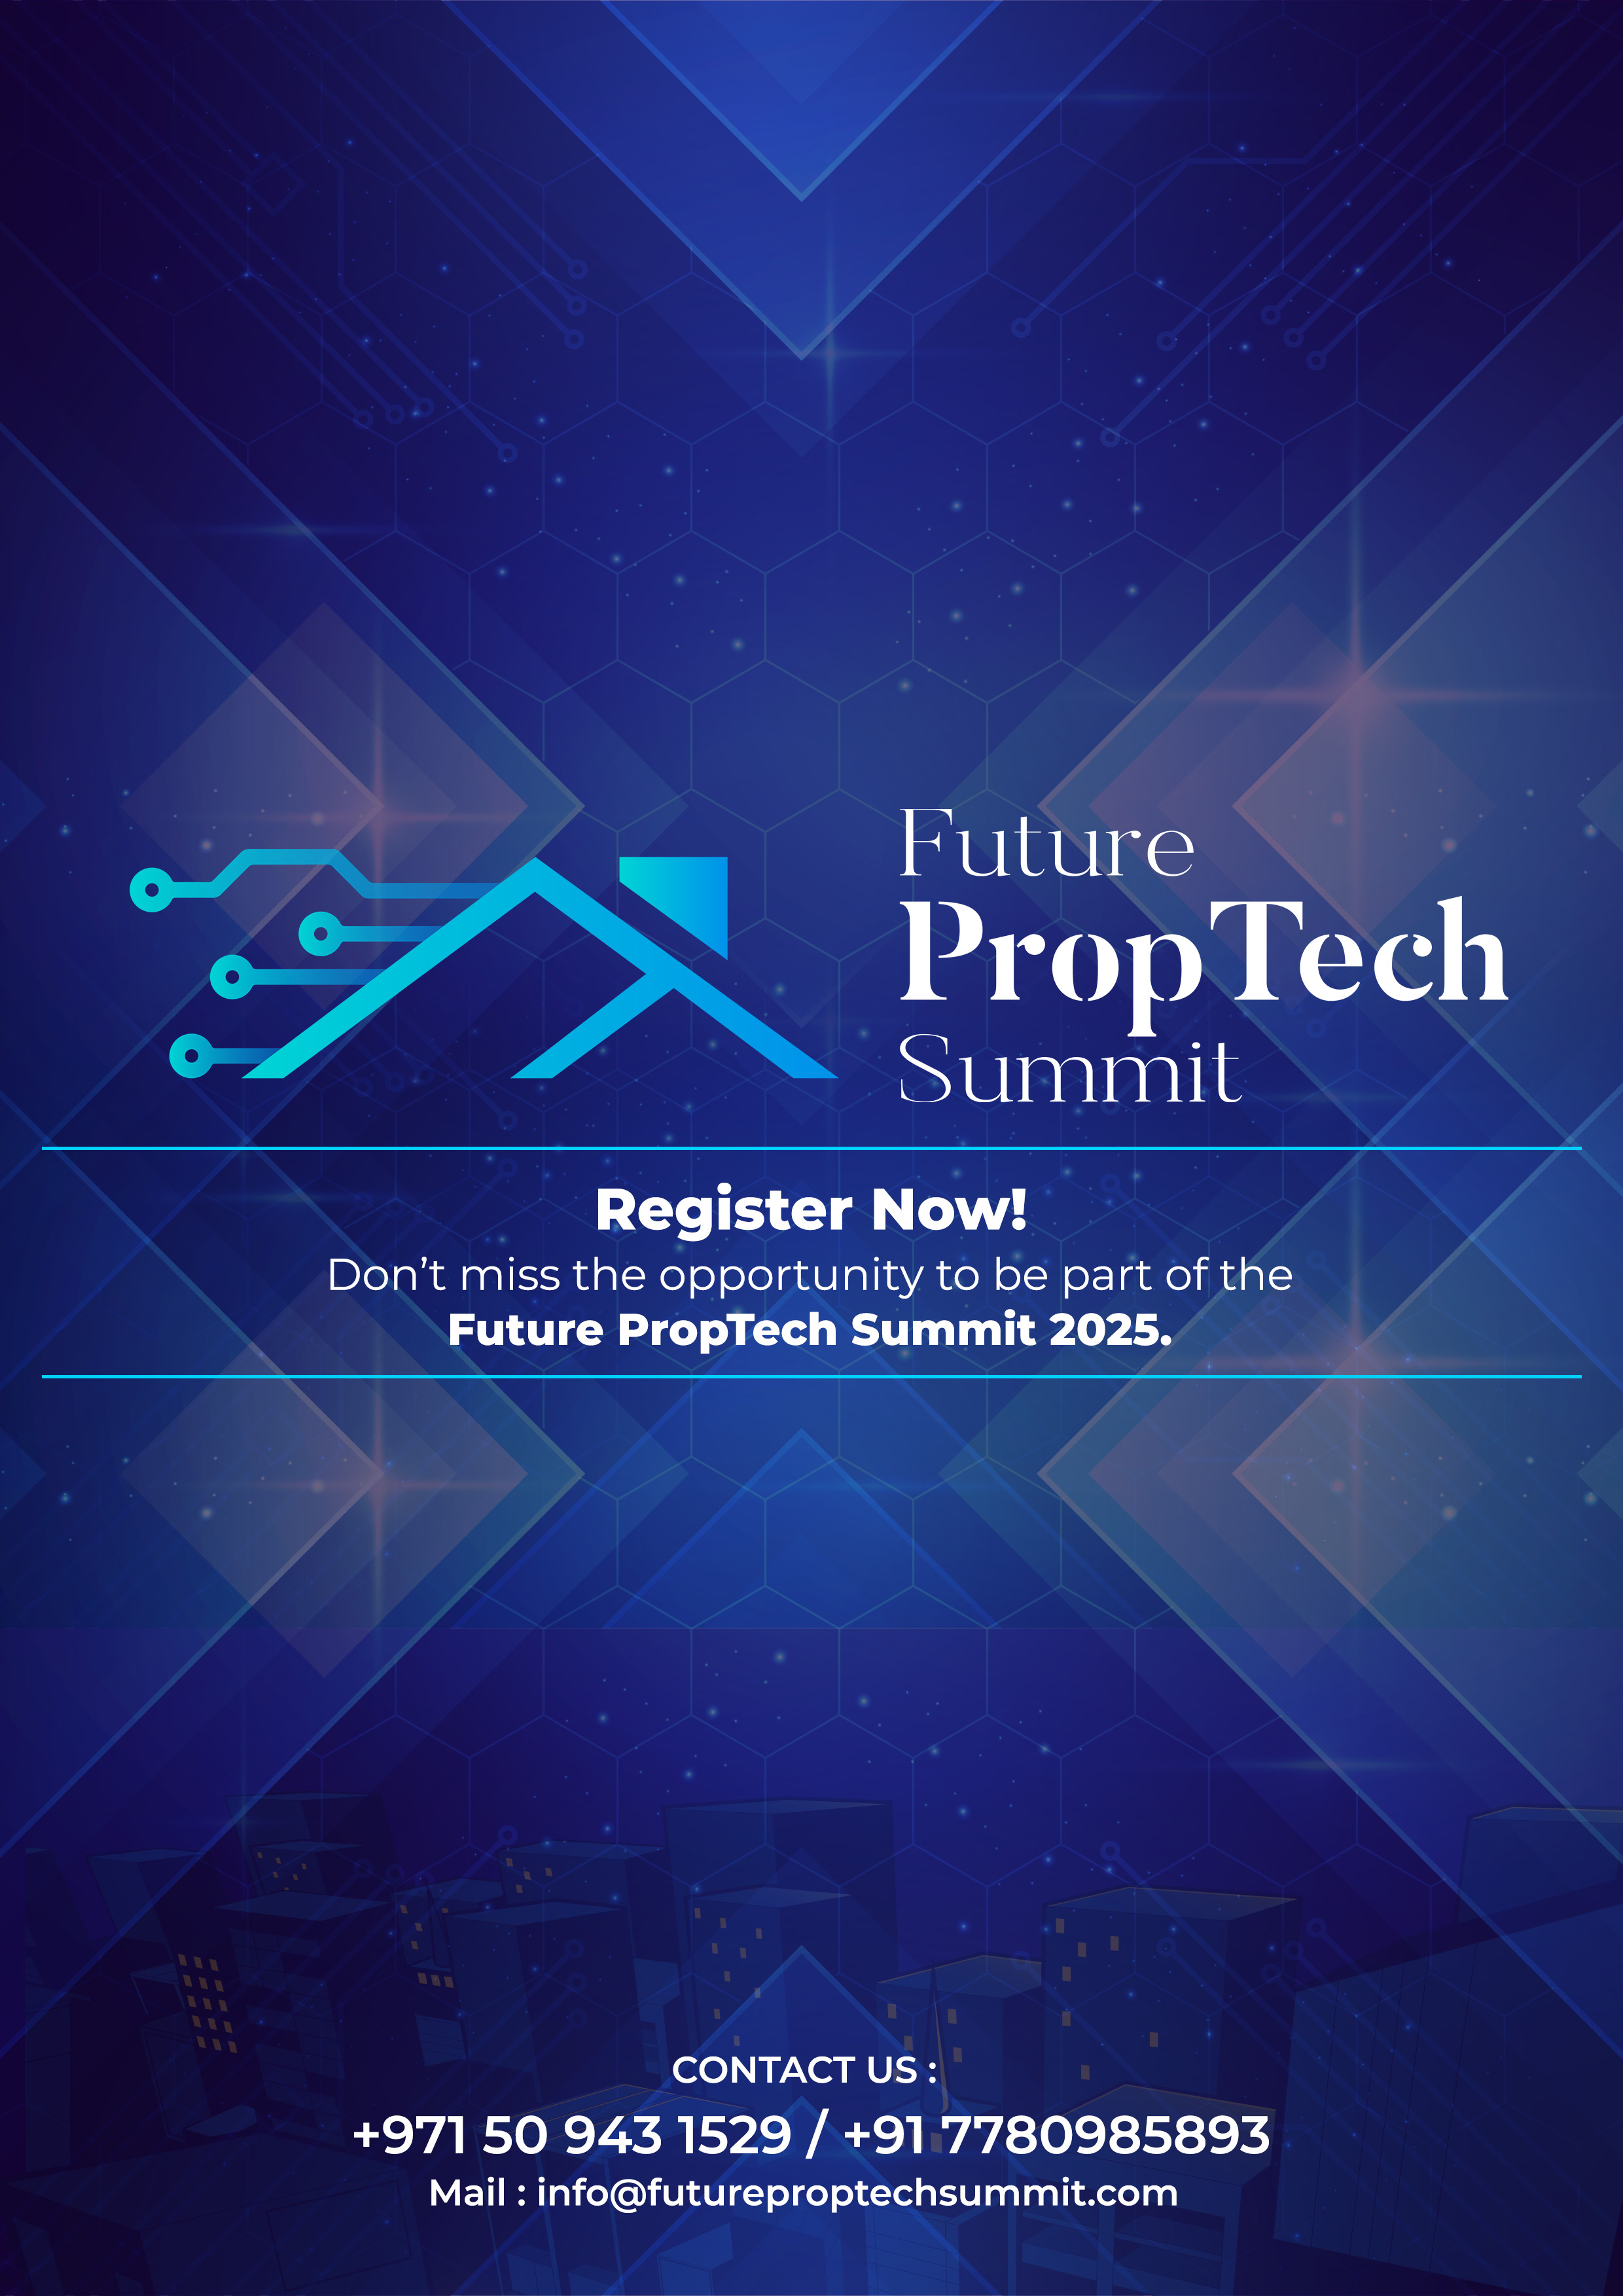 Future
PropTech
Summit
Register Now!
Don’t miss the opportunity to be part of the
Future PropTech Summit 2025.
CONTACT US :
+971 50 943 1529 / +91 7780985893
Mail : info@futureproptechsummit.com